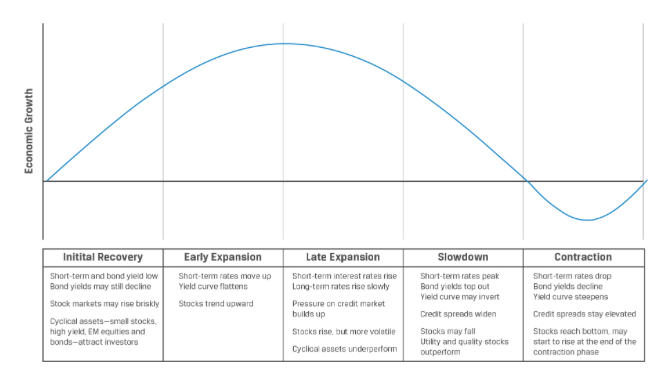 Economic Growth
Initital Recovery
Early Expansion
Late Expansion
Slowdown
Contraction
Short-term and bond yield low
Bond yields may still decline
Stock markets may rise briskly
Cyclical assets—small stocks,
high yield, EM equities and
bonds—attract investors
Short-term rates move up
Yield curve flattens
Stocks trend upward
Short-term interest rates rise
Long-term rates rise slowly
Pressure on credit market
builds up
Stocks rise, but more volatile
Cyclical assets underperform
Short-term rates peak
Bond yields top out
Yield curve may invert
Credit spreads widen
Stocks may fall
Utility and quality stocks
outperform
Short-term rates drop
Bond yields decline
Yield curve steepens
Credit spreads stay elevated
Stocks reach bottom, may
start to rise at the end of the
contraction phase